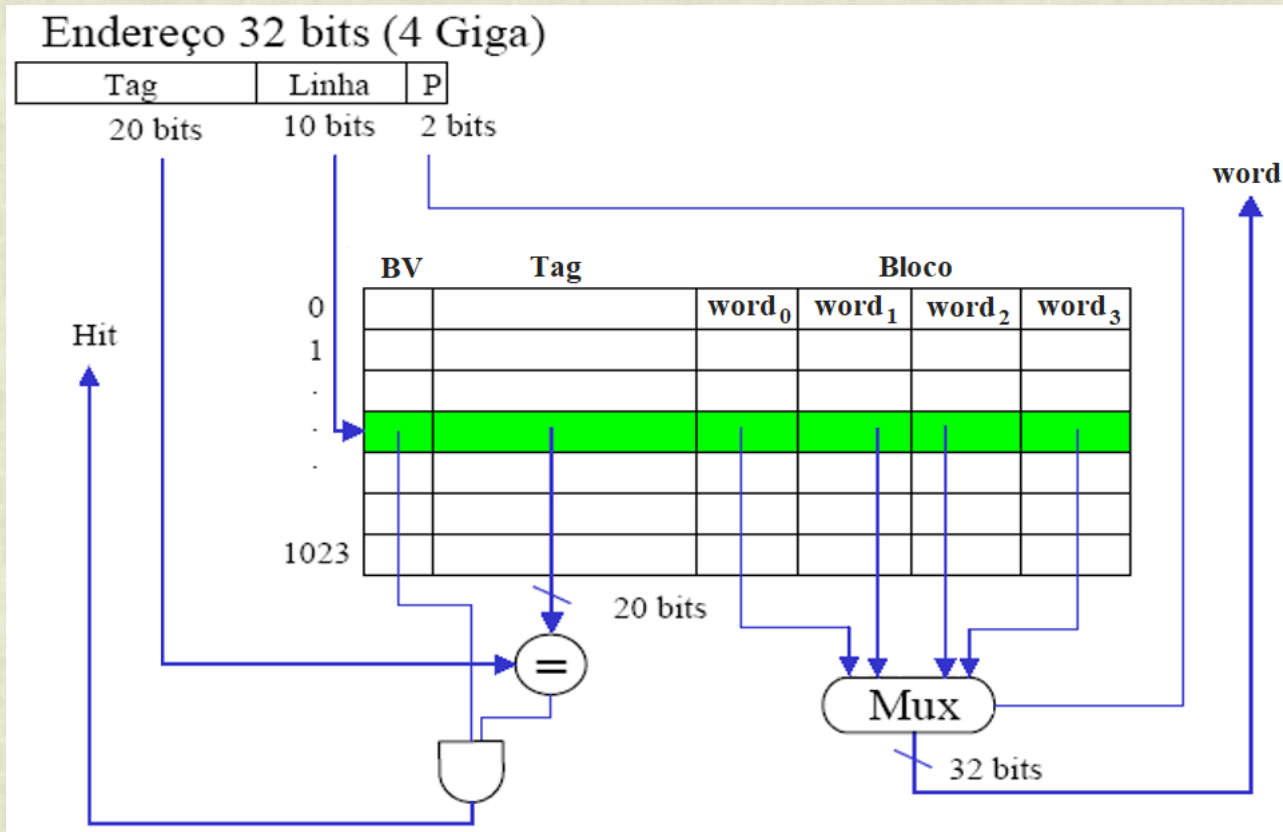 Endereço 32 bits (4 Giga)
Tag Linha P
20 bits 10 bits 2 bits
word
BV Tag Bloco
0 word0 word1 word2 word3
Hit
1
.
.
.
1023
20 bits
=
Mux
32 bits